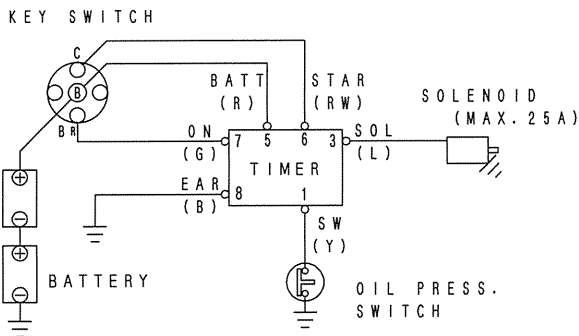 KEY SWITCH
C
B
BR
BATT
(R)
STAR
(RW)
SOLENOID
(MAX.25A)
ON
(G)
7
5
6
3
SOL
(L)
TIMER
EAR
(B)
8
1
SW
(Y)
BATTERY
OIL PRESS.
SWITCH